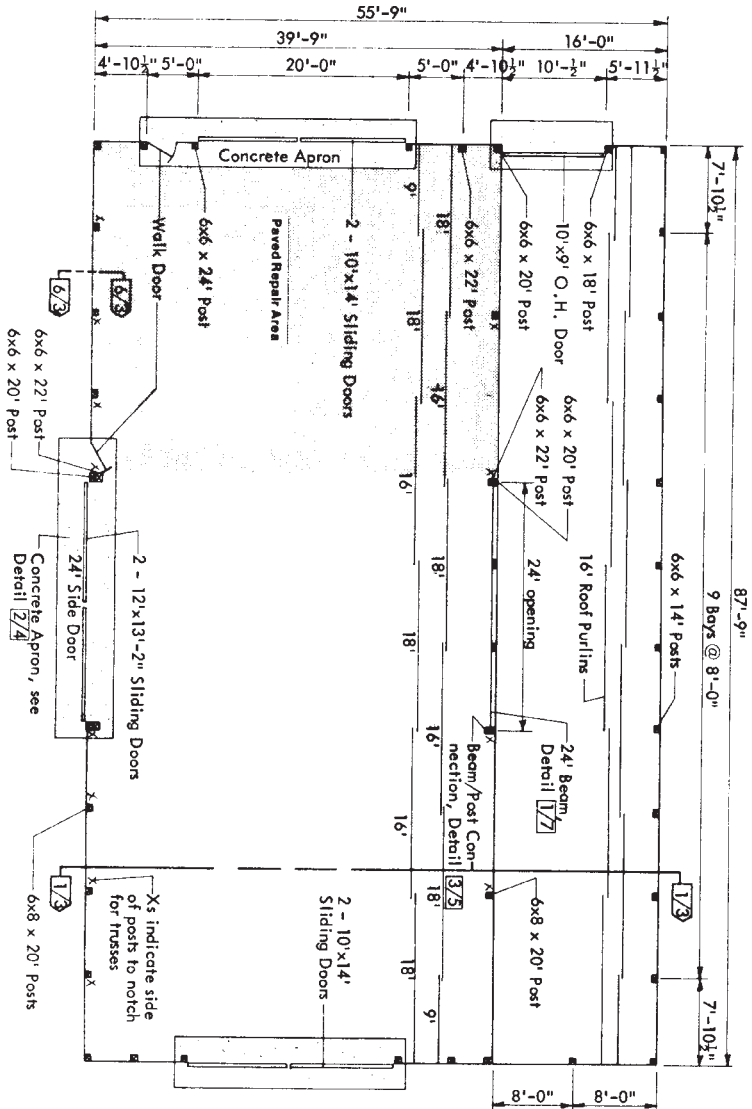 55'-9"
39'-9"
16'-0"
4'-10½"
5'-0"
20'-0"
5'-0"
4'-10½"
10'-½"
5'-11½"
Concrete Apron
7'-10½"
9 Bays @ 8'-0"
87'-9"
7'-10½"
6x6 x 14' Posts
16' Roof Purlins
6x6 x 18' Post
10'x9' O.H. Door
6x6 x 20' Post
6x6 x 20' Post
6x6 x 22' Post
24' opening
24' Beam,
Detail 1/7
6x8 x 20' Post
1/3
Beam/Post Con-
nection, Detail 3/5
6x6 x 22' Post
18'
18'
16'
18'
18'
16'
18'
9'
18'
16'
18'
16'
18'
9'
2 - 10'x14' Sliding Doors
Paved Repair Area
6x6 x 24' Post
Walk Door
6/3
6/3
6x6 x 22' Post
6x6 x 20' Post
2 - 12'x13'-2" Sliding Doors
24' Side Door
Concrete Apron, see
Detail 2/4
2 - 10'x14'
Sliding Doors
Xs indicate side
of posts to notch
for trusses
6x8 x 20' Posts
1/3
8'-0"
8'-0"
X
X
X
X
X
X
X
X
X
X
X
X